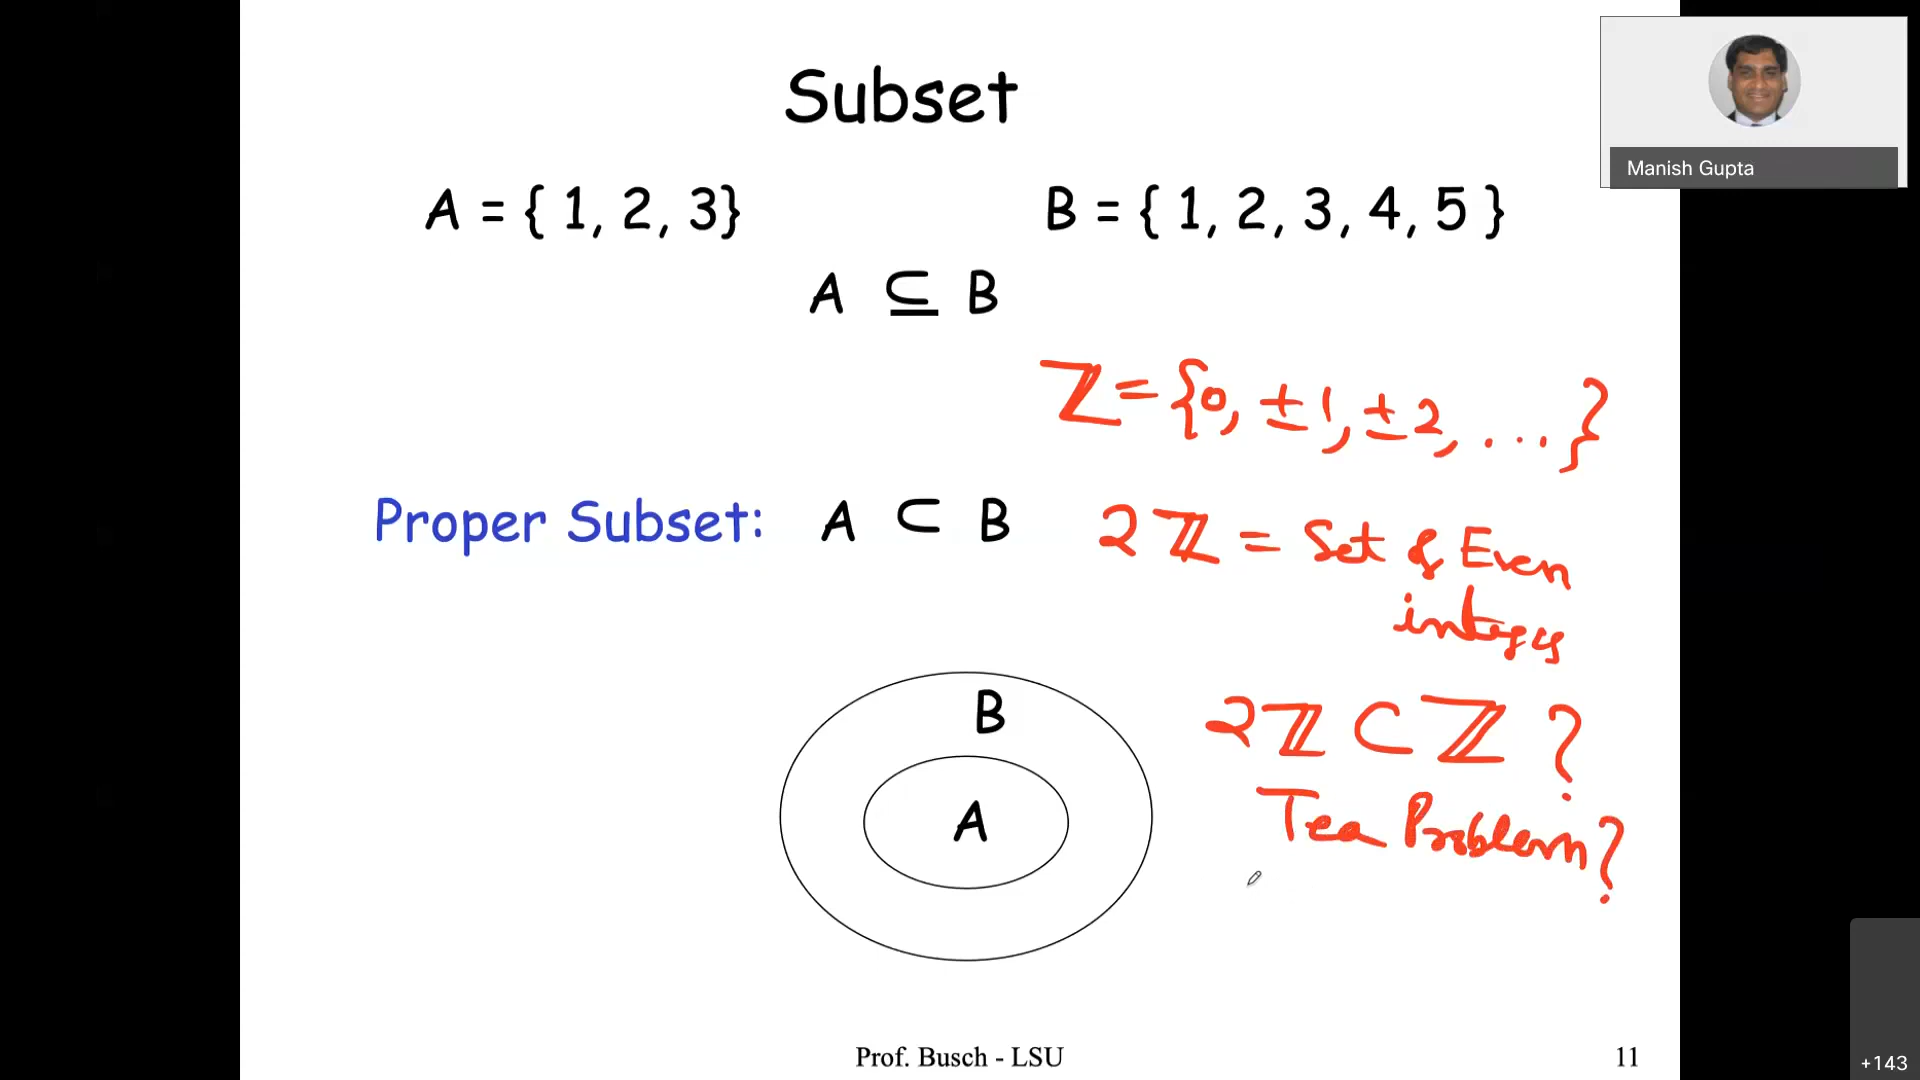 Subset
Manish Gupta
A = { 1, 2, 3} B = { 1, 2, 3, 4, 5 }
A ⊆ B
ℤ = {0, ±1, ±2, ... }
Proper Subset: A ⊂ B
2ℤ = Set of Even
integers
2ℤ ⊂ ℤ ?
Tea Problem?
B
A
Prof. Busch - LSU
11
+143